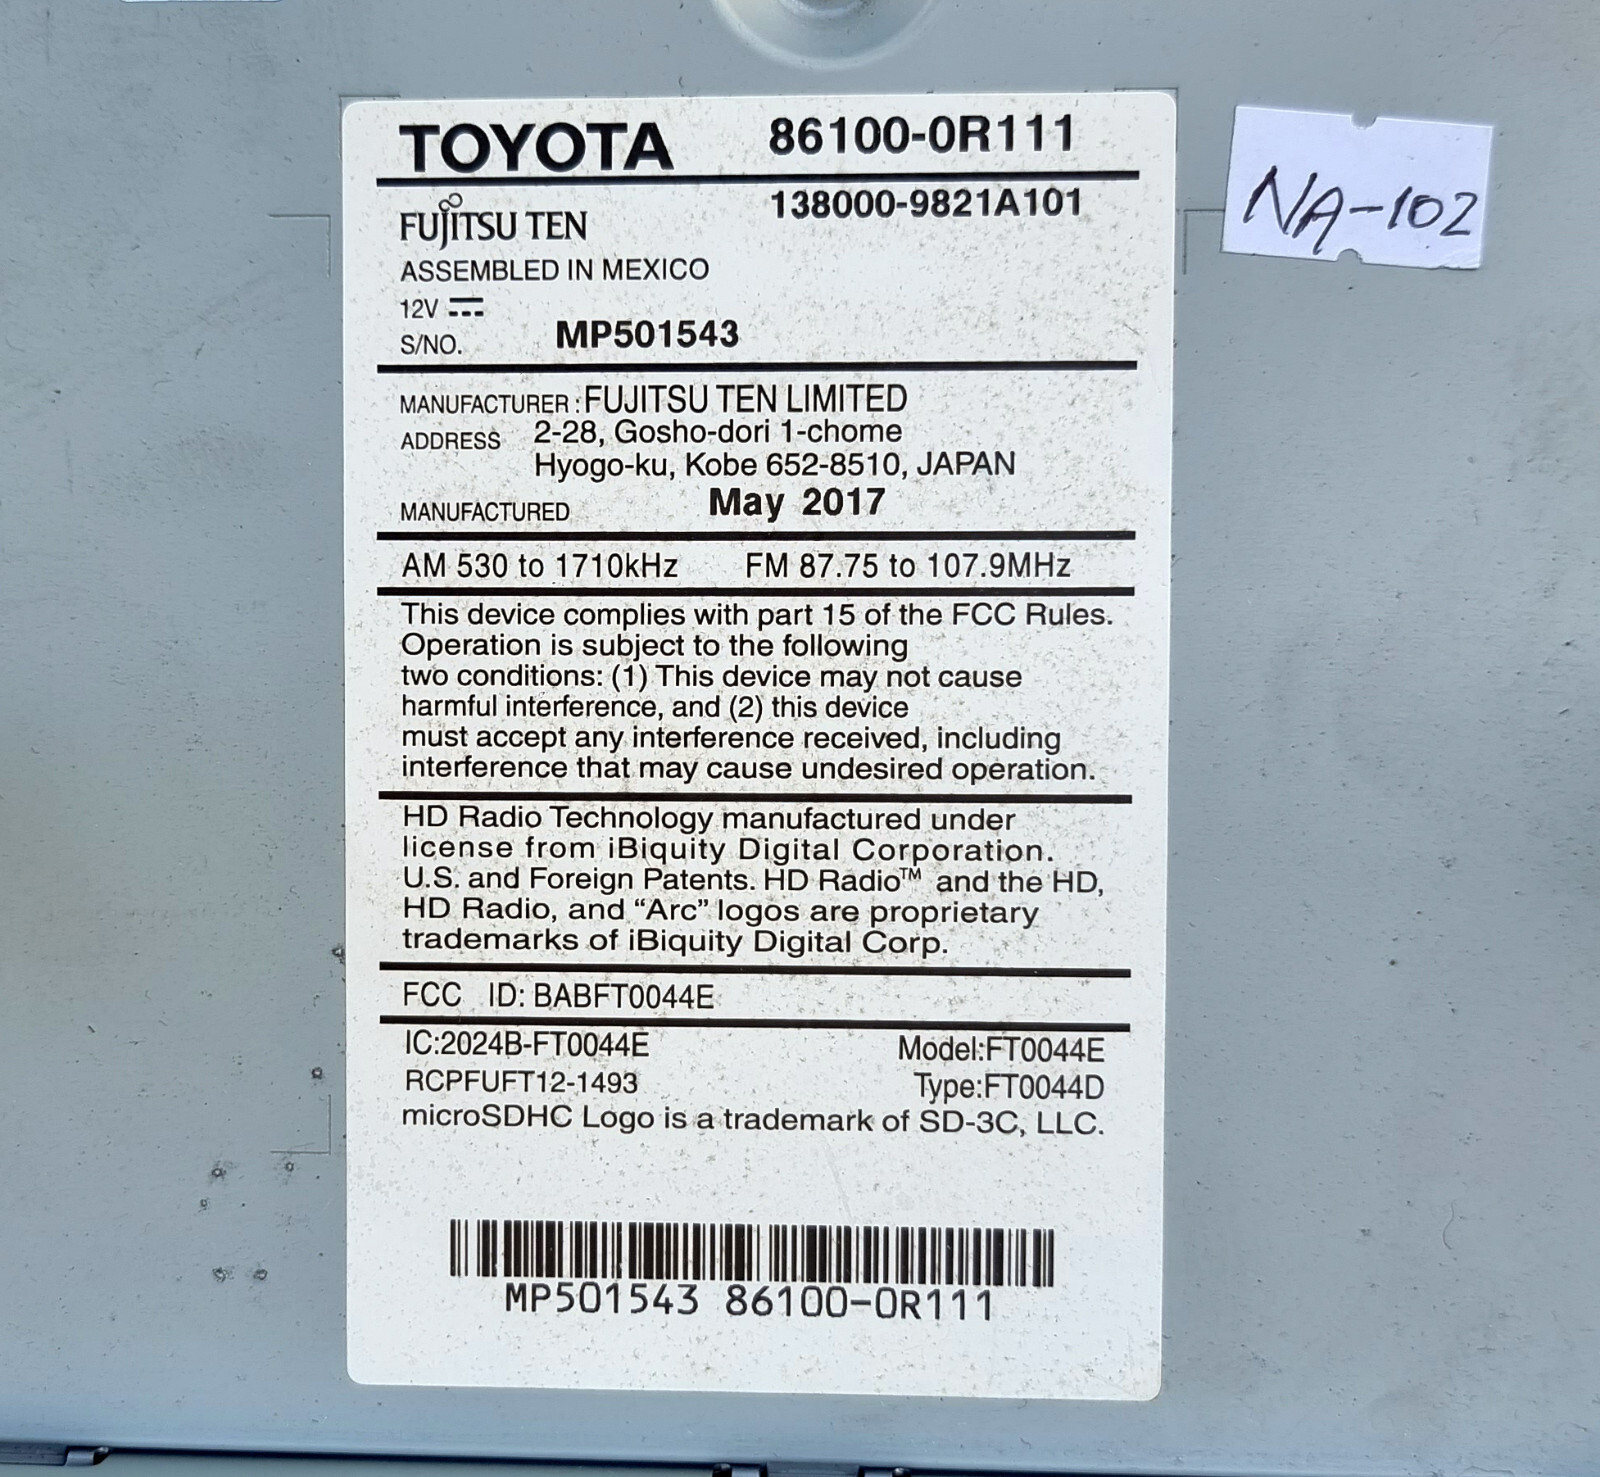 TOYOTA 86100-0R111
FUJITSU TEN 138000-9821A101
ASSEMBLED IN MEXICO
12V
S/NO. MP501543
MANUFACTURER : FUJITSU TEN LIMITED
ADDRESS 2-28, Gosho-dori 1-chome
Hyogo-ku, Kobe 652-8510, JAPAN
MANUFACTURED May 2017
AM 530 to 1710kHz FM 87.75 to 107.9MHz
This device complies with part 15 of the FCC Rules.
Operation is subject to the following
two conditions: (1) This device may not cause
harmful interference, and (2) this device
must accept any interference received, including
interference that may cause undesired operation.
HD Radio Technology manufactured under
license from iBiquity Digital Corporation.
U.S. and Foreign Patents. HD Radio™ and the HD,
HD Radio, and “Arc” logos are proprietary
trademarks of iBiquity Digital Corp.
FCC ID: BABFT0044E
IC:2024B-FT0044E Model:FT0044E
RCPFUFT12-1493 Type:FT0044D
microSDHC Logo is a trademark of SD-3C, LLC.
MP501543 86100-0R111
NA-102